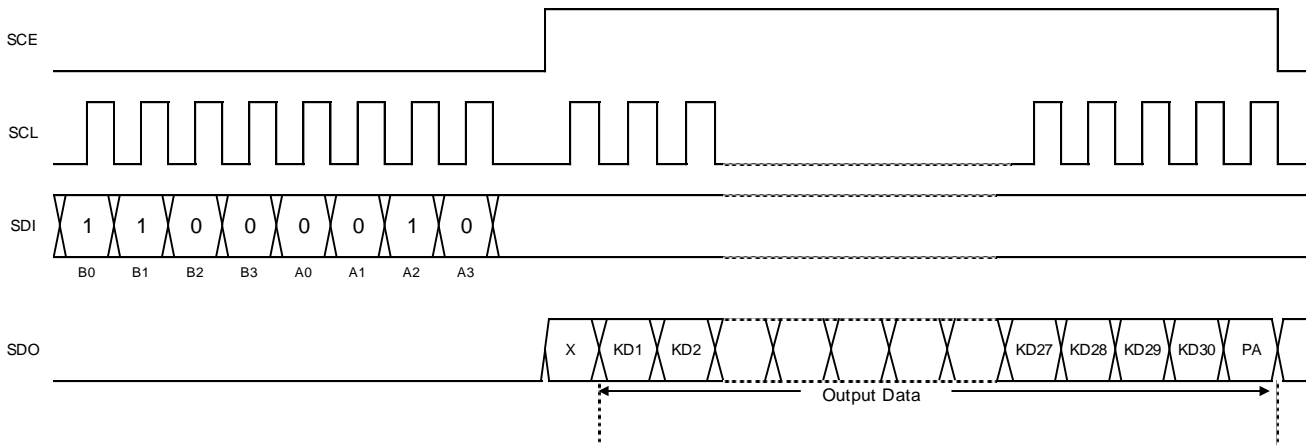 SCE
SCL
SDI 1 1 0 0 0 0 1 0
B0 B1 B2 B3 A0 A1 A2 A3
SDO X KD1 KD2 KD27 KD28 KD29 KD30 PA
Output Data